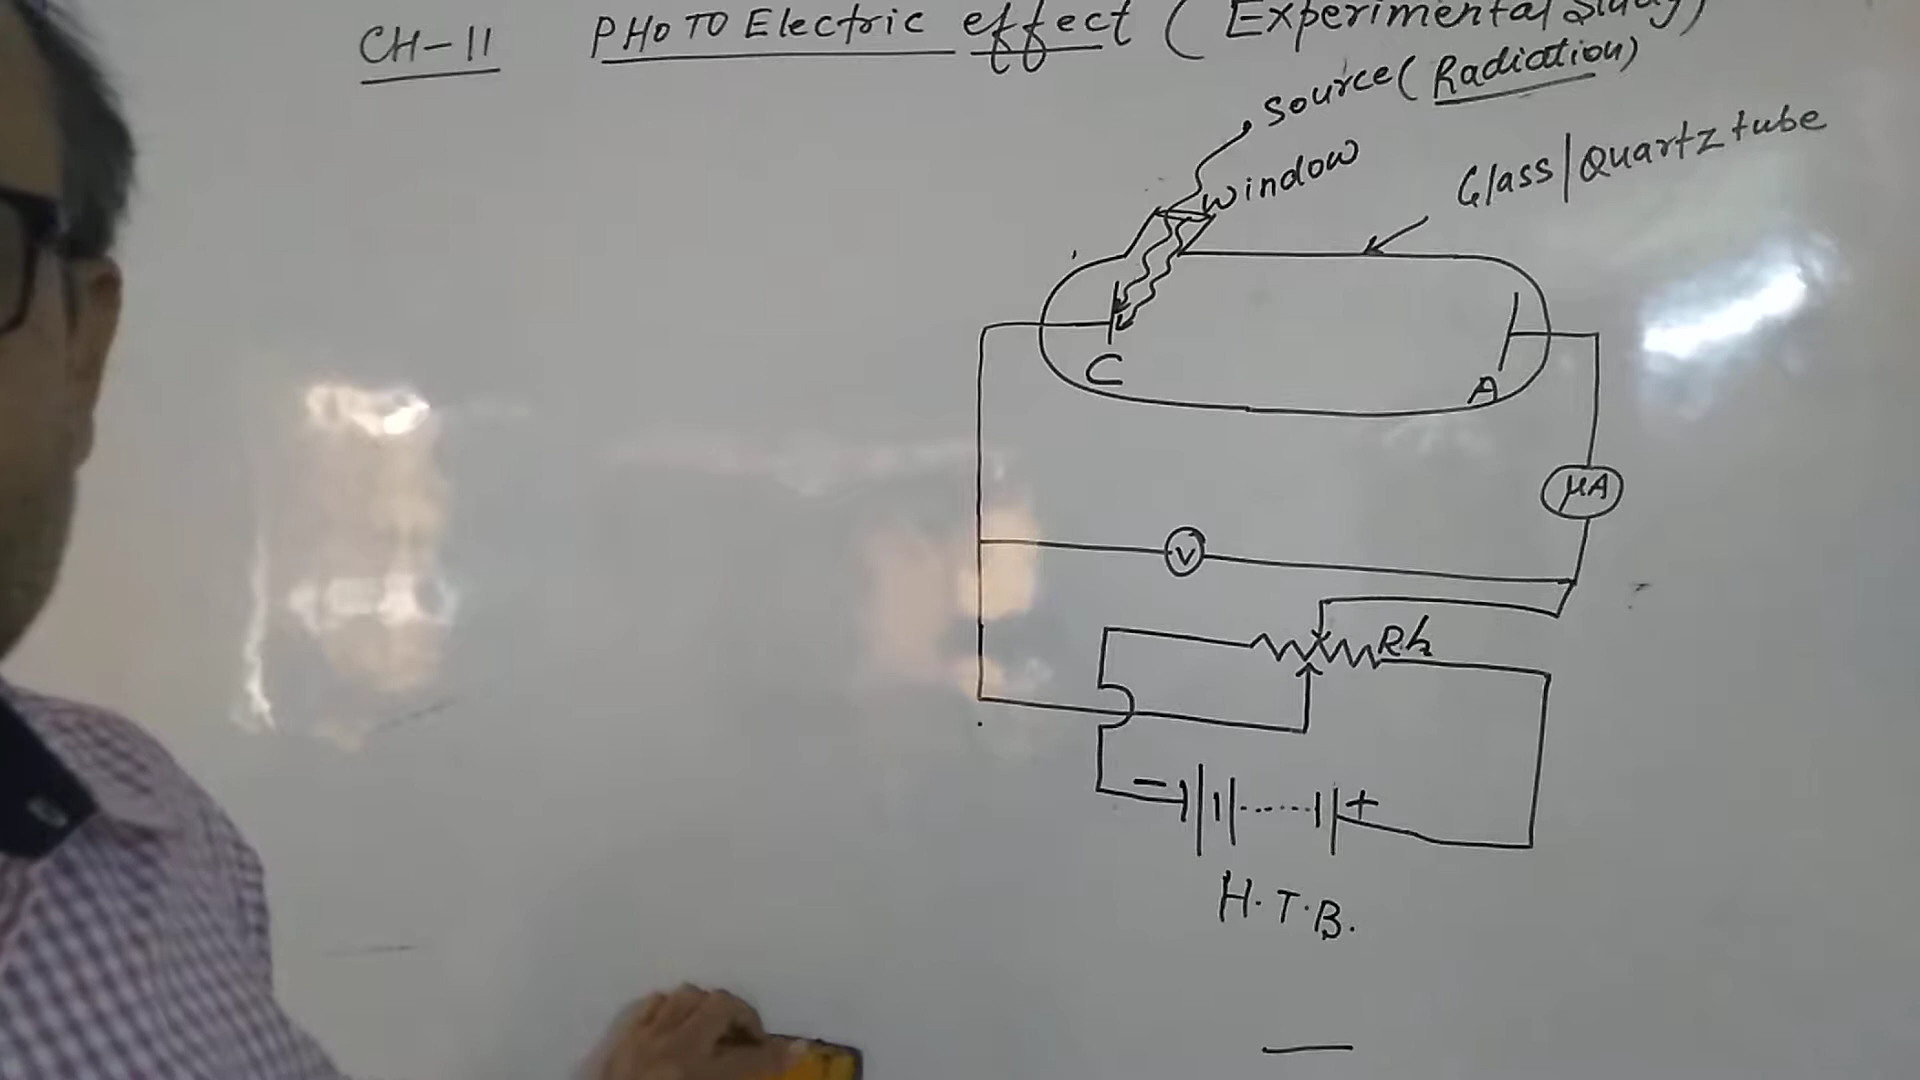 CH-11 PHOTO Electric effect ( Experimental Study)
Source( Radiation)
Window
Glass/Quartz tube
C
A
μA
V
Rh
- +
H.T.B.